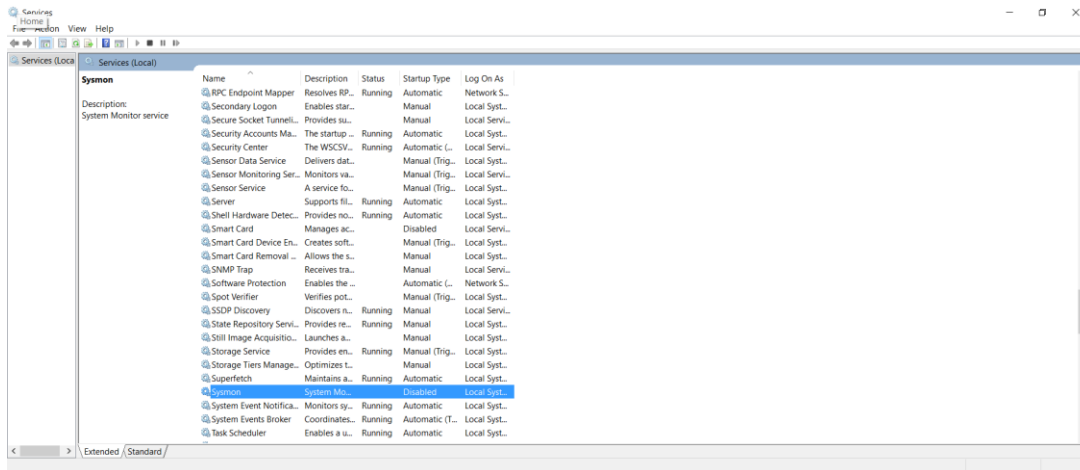 Services
Home
File Action View Help
Services (Loca
Services (Local)
Sysmon
Description:
System Monitor service
Name Description Status Startup Type Log On As
RPC Endpoint Mapper Resolves RP... Running Automatic Network S...
Secondary Logon Enables star... Manual Local Syst...
Secure Socket Tunneli... Provides su... Manual Local Servi...
Security Accounts Ma... The startup ... Running Automatic Local Syst...
Security Center The WSCSV... Running Automatic (... Local Servi...
Sensor Data Service Delivers dat... Manual (Trig... Local Syst...
Sensor Monitoring Ser... Monitors va... Manual (Trig... Local Servi...
Sensor Service A service fo... Manual (Trig... Local Syst...
Server Supports fil... Running Automatic Local Syst...
Shell Hardware Detec... Provides no... Running Automatic Local Syst...
Smart Card Manages ac... Disabled Local Servi...
Smart Card Device En... Creates soft... Manual (Trig... Local Syst...
Smart Card Removal ... Allows the s... Manual Local Syst...
SNMP Trap Receives tra... Manual Local Servi...
Software Protection Enables the ... Automatic (... Network S...
Spot Verifier Verifies pot... Manual (Trig... Local Syst...
SSDP Discovery Discovers n... Running Manual Local Servi...
State Repository Servi... Provides re... Running Manual Local Syst...
Still Image Acquisitio... Launches a... Manual Local Syst...
Storage Service Provides en... Running Manual (Trig... Local Syst...
Storage Tiers Manage... Optimizes t... Manual Local Syst...
Superfetch Maintains a... Running Automatic Local Syst...
Sysmon System Mo... Disabled Local Syst...
System Event Notifica... Monitors sy... Running Automatic Local Syst...
System Events Broker Coordinates... Running Automatic (T... Local Syst...
Task Scheduler Enables a u... Running Automatic Local Syst...
Extended Standard